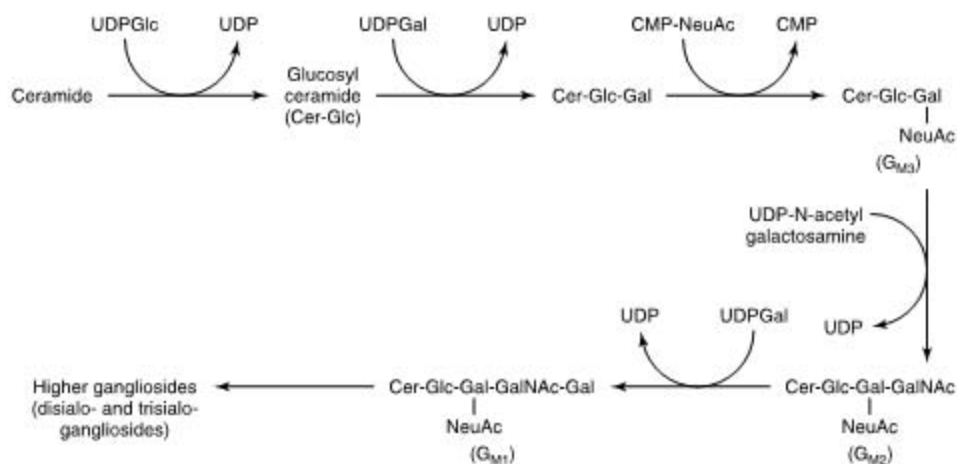 UDPGlc UDP UDPGal UDP CMP-NeuAc CMP
Ceramide
Glucosyl
ceramide
(Cer-Glc)
Cer-Glc-Gal
Cer-Glc-Gal
NeuAc
(GM3)
UDP-N-acetyl
galactosamine
UDP
UDP UDPGal
Higher gangliosides
(disialo- and trisialo-
gangliosides)
Cer-Glc-Gal-GalNAc-Gal
NeuAc
(GM1)
Cer-Glc-Gal-GalNAc
NeuAc
(GM2)